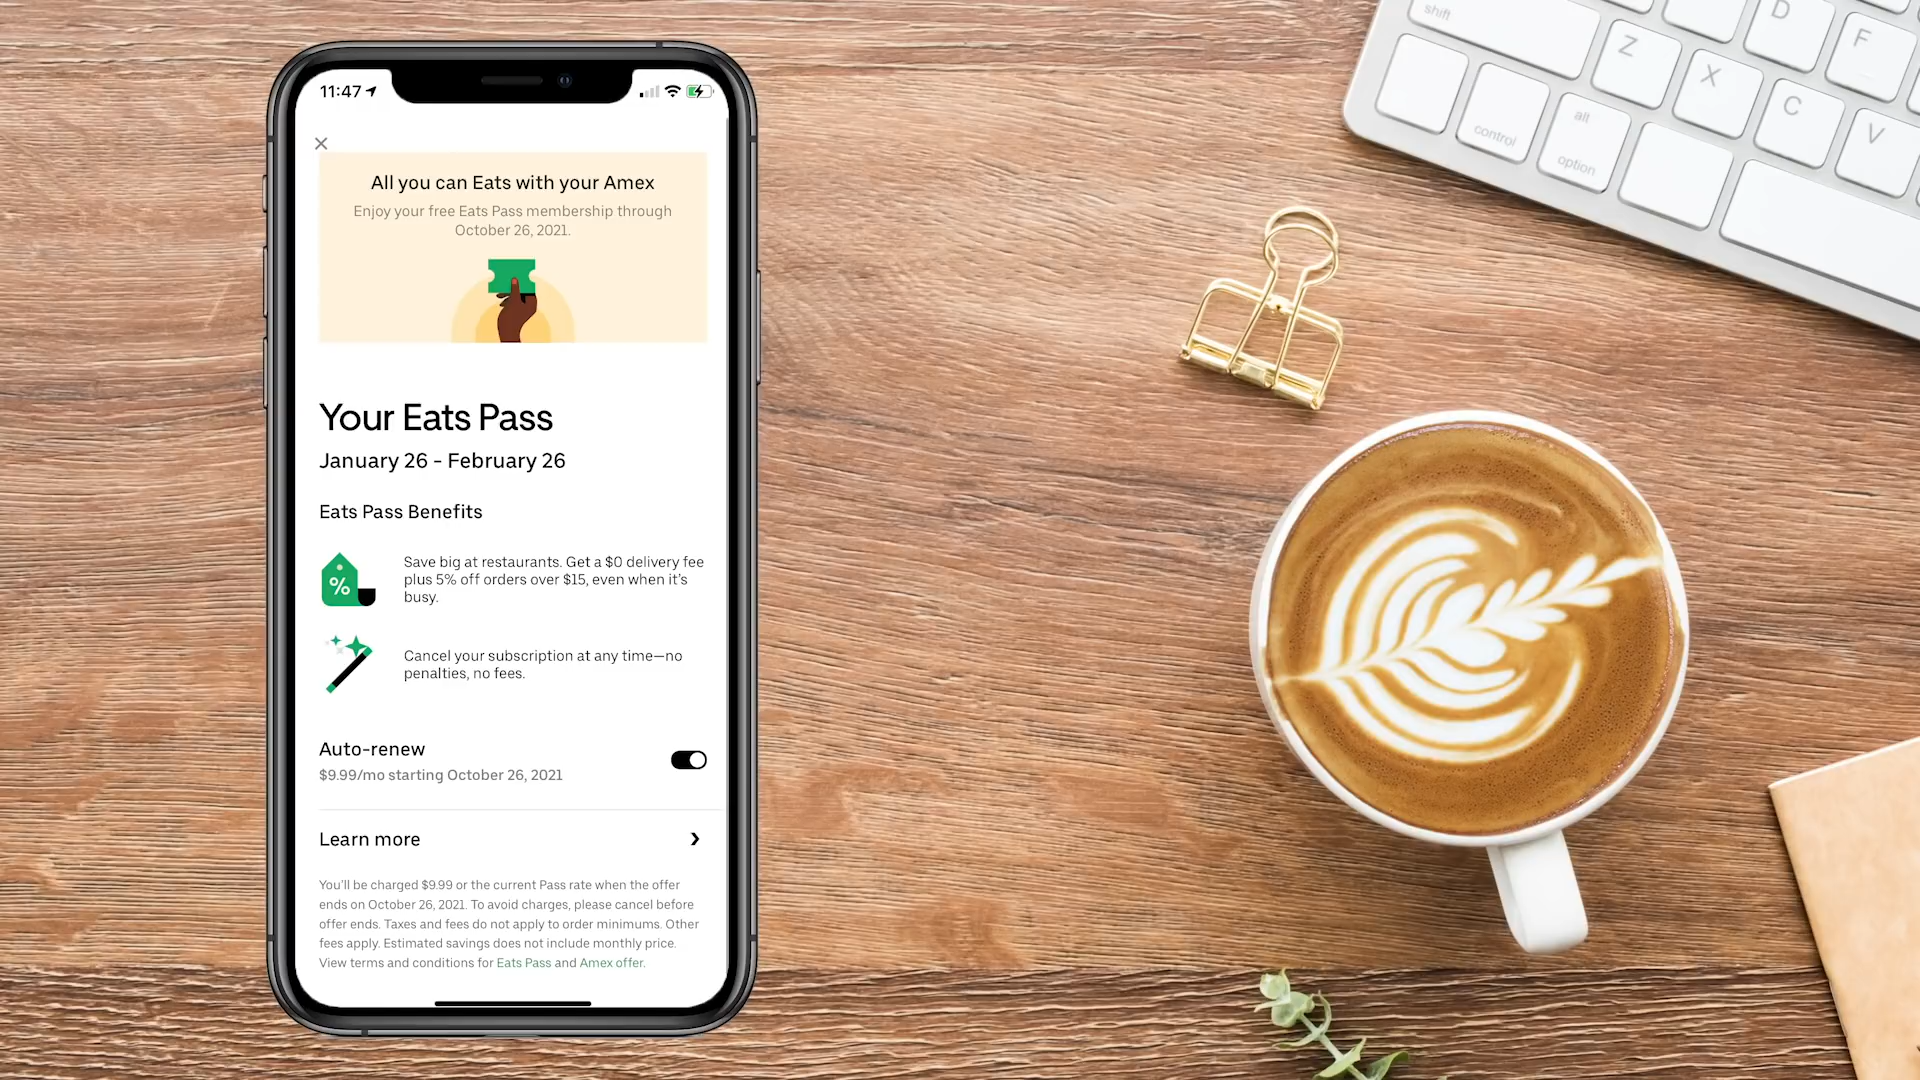 11:47
All you can Eats with your Amex
Enjoy your free Eats Pass membership through
October 26, 2021.
Your Eats Pass
January 26 - February 26
Eats Pass Benefits
%
Save big at restaurants. Get a $0 delivery fee
plus 5% off orders over $15, even when it's
busy.
Cancel your subscription at any time—no
penalties, no fees.
Auto-renew
$9.99/mo starting October 26, 2021
Learn more
You'll be charged $9.99 or the current Pass rate when the offer
ends on October 26, 2021. To avoid charges, please cancel before
offer ends. Taxes and fees do not apply to order minimums. Other
fees apply. Estimated savings does not include monthly price.
View terms and conditions for Eats Pass and Amex offer.
shift
Z
X
C
V
D
F
control
alt
option